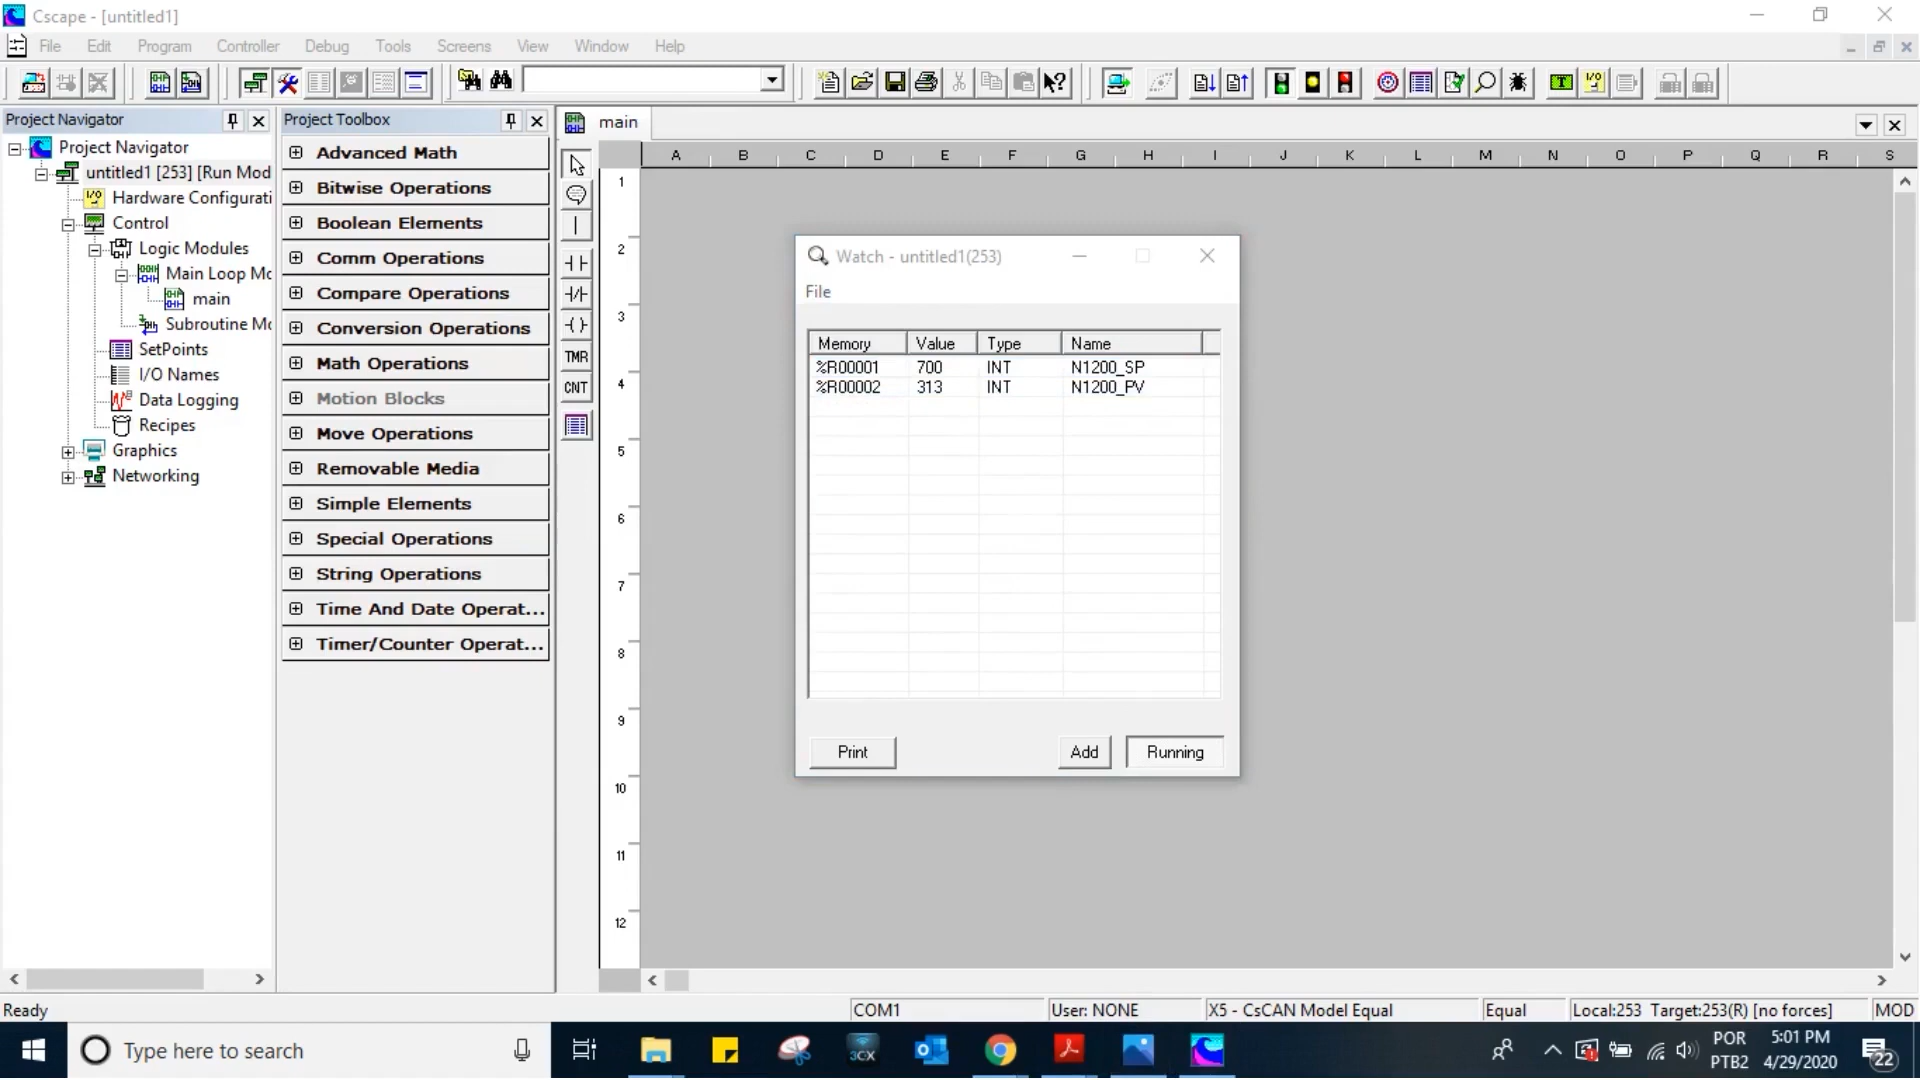 Cscape - [untitled1]
File Edit Program Controller Debug Tools Screens View Window Help
Project Navigator
Project Navigator
untitled1 [253] [Run Mod
Hardware Configurati
Control
Logic Modules
Main Loop Mo
main
Subroutine Mo
SetPoints
I/O Names
Data Logging
Recipes
Graphics
Networking
Project Toolbox
Advanced Math
Bitwise Operations
Boolean Elements
Comm Operations
Compare Operations
Conversion Operations
Math Operations
Motion Blocks
Move Operations
Removable Media
Simple Elements
Special Operations
String Operations
Time And Date Operat...
Timer/Counter Operat...
TMR
CNT
main
A B C D E F G H I J K L M N O P Q R S
1
2
3
4
5
6
7
8
9
10
11
12
Watch - untitled1(253)
File
Memory Value Type Name
%R00001 700 INT N1200_SP
%R00002 313 INT N1200_PV
Print Add Running
Ready COM1 User: NONE X5 - CsCAN Model Equal Equal Local:253 Target:253(R) [no forces] MOD
Type here to search
3CX
POR
PTB2
5:01 PM
4/29/2020
22